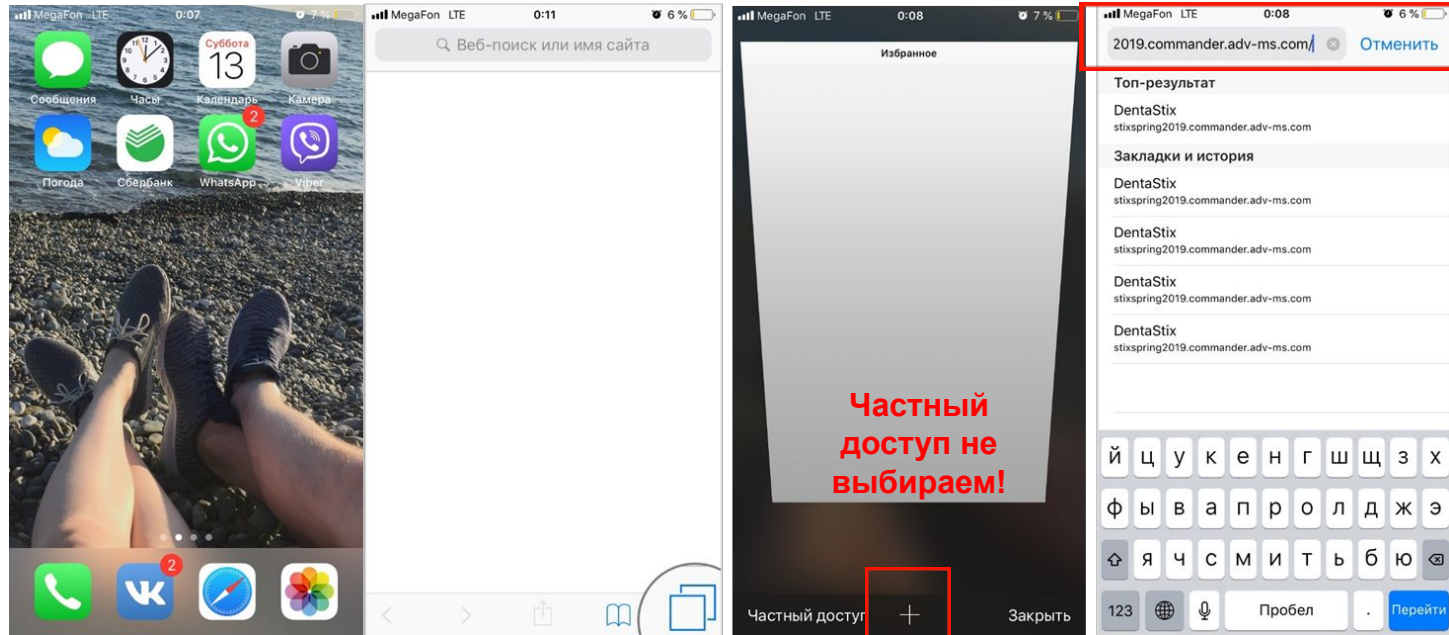 MegaFon LTE 0:07 7 %
Суббота
13
Сообщения Часы Календарь Камера
2
Погода Сбербанк WhatsApp Viber
2
MegaFon LTE 0:11 6 %
Веб-поиск или имя сайта
MegaFon LTE 0:08 7 %
Избранное
Частный
доступ не
выбираем!
Частный доступ + Закрыть
MegaFon LTE 0:08 6 %
2019.commander.adv-ms.com/ Отменить
Топ-результат
DentaStix
stixspring2019.commander.adv-ms.com
Закладки и история
DentaStix
stixspring2019.commander.adv-ms.com
DentaStix
stixspring2019.commander.adv-ms.com
DentaStix
stixspring2019.commander.adv-ms.com
DentaStix
stixspring2019.commander.adv-ms.com
й ц у к е н г ш щ з х
ф ы в а п р о л д ж э
я ч с м и т ь б ю
123 Пробел . Перейти